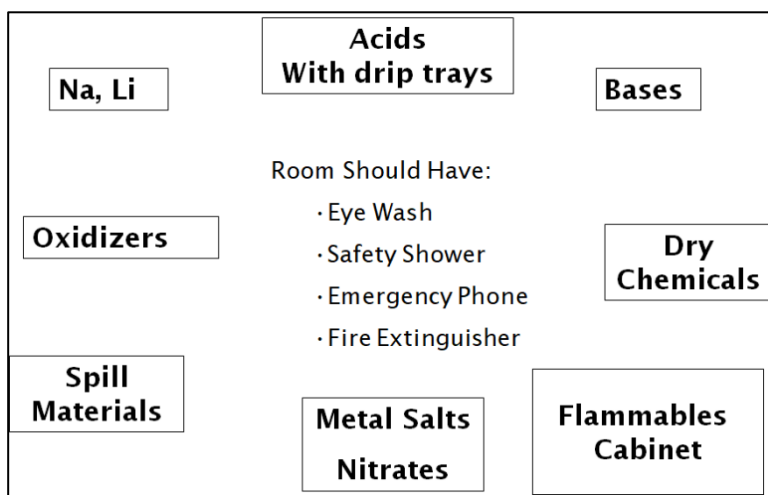 Acids
With drip trays
Na, Li
Bases
Room Should Have:
· Eye Wash
· Safety Shower
· Emergency Phone
· Fire Extinguisher
Oxidizers
Dry
Chemicals
Spill
Materials
Metal Salts
Nitrates
Flammables
Cabinet